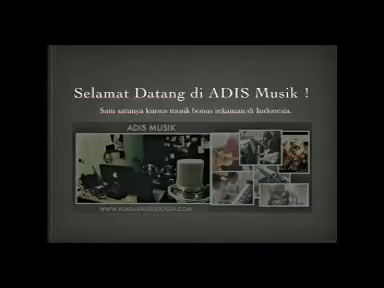 Selamat Datang di ADIS Musik !
Satu satunya kursus musik bonus rekaman di Indonesia.
ADIS MUSIK